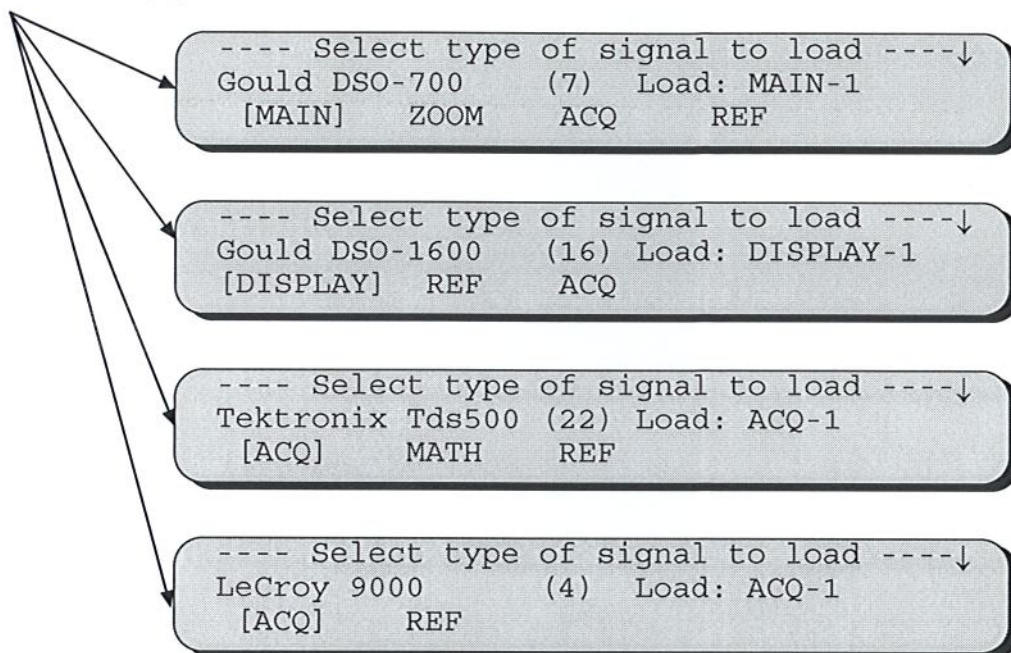 ---- Select type of signal to load ----↓
Gould DSO-700 (7) Load: MAIN-1
[MAIN] ZOOM ACQ REF
---- Select type of signal to load ----↓
Gould DSO-1600 (16) Load: DISPLAY-1
[DISPLAY] REF ACQ
---- Select type of signal to load ----↓
Tektronix Tds500 (22) Load: ACQ-1
[ACQ] MATH REF
---- Select type of signal to load ----↓
LeCroy 9000 (4) Load: ACQ-1
[ACQ] REF